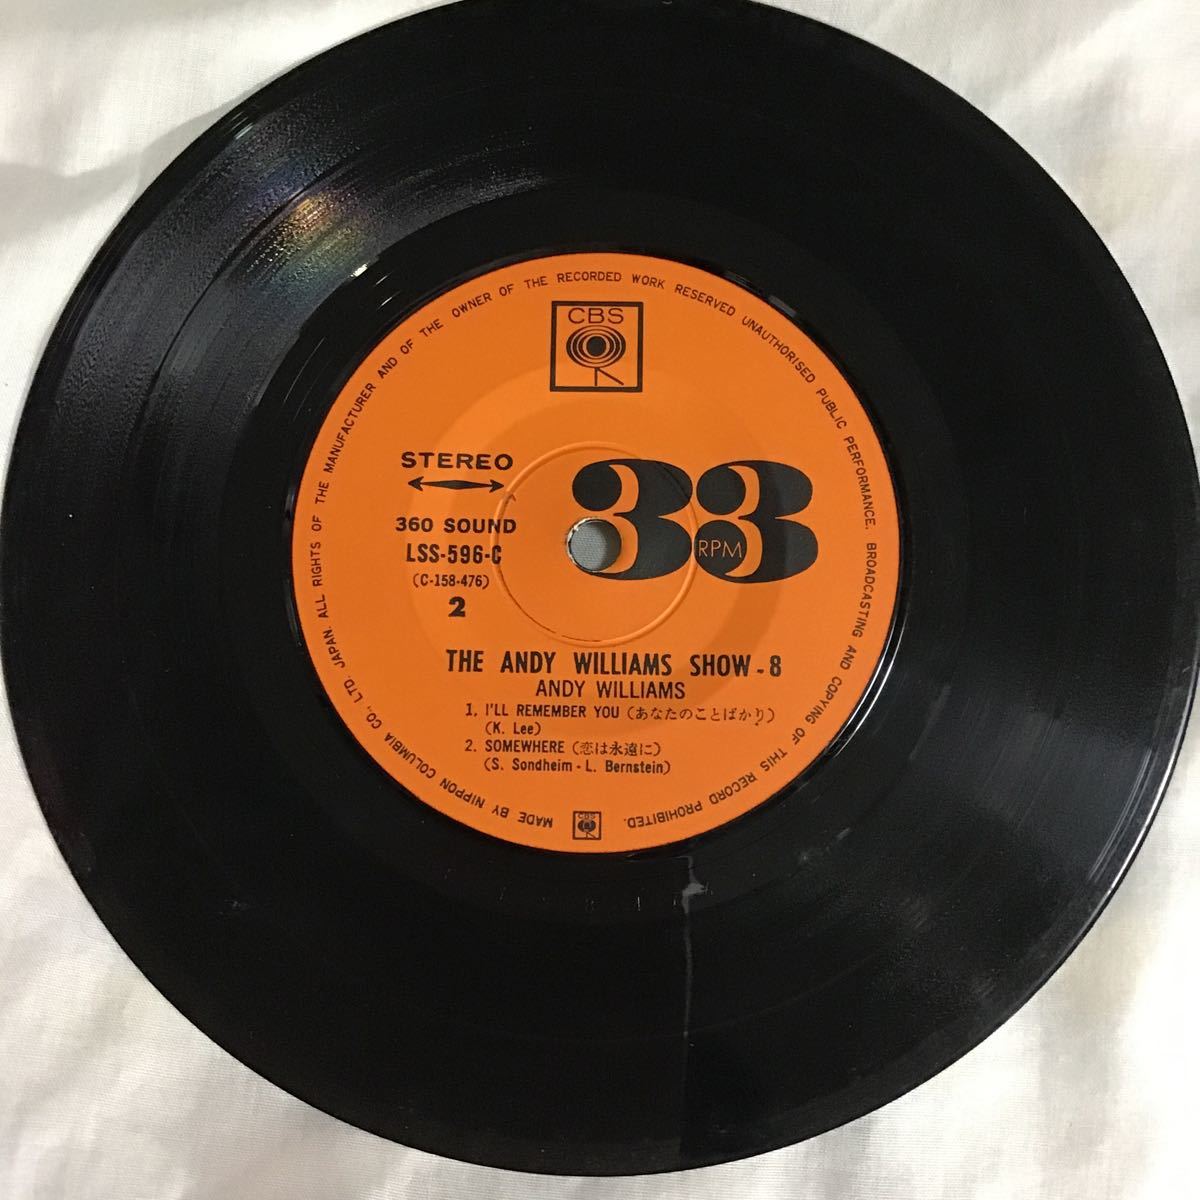 ALL RIGHTS OF THE MANUFACTURER AND OF THE OWNER OF THE RECORDED WORK RESERVED UNAUTHORISED PUBLIC PERFORMANCE. BROADCASTING AND COPYING OF THIS RECORD PROHIBITED.
CBS
STEREO
360 SOUND
33
RPM
LSS-596-C
(C-158-476)
2
THE ANDY WILLIAMS SHOW-8
ANDY WILLIAMS
1. I'LL REMEMBER YOU (あなたのことばかり)
(K. Lee)
2. SOMEWHERE (恋は永遠に)
(S. Sondheim-L. Bernstein)
CBS
MADE BY NIPPON COLUMBIA CO., LTD. JAPAN.